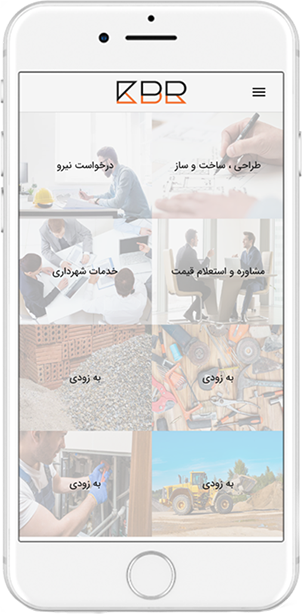 KBR
طراحی ، ساخت و ساز
درخواست نیرو
مشاوره و استعلام قیمت
خدمات شهرداری
به زودی
به زودی
به زودی
به زودی